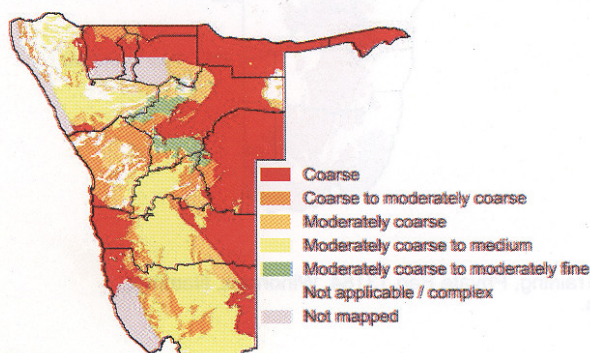 Coarse
Coarse to moderately coarse
Moderately coarse
Moderately coarse to medium
Moderately coarse to moderately fine
Not applicable / complex
Not mapped